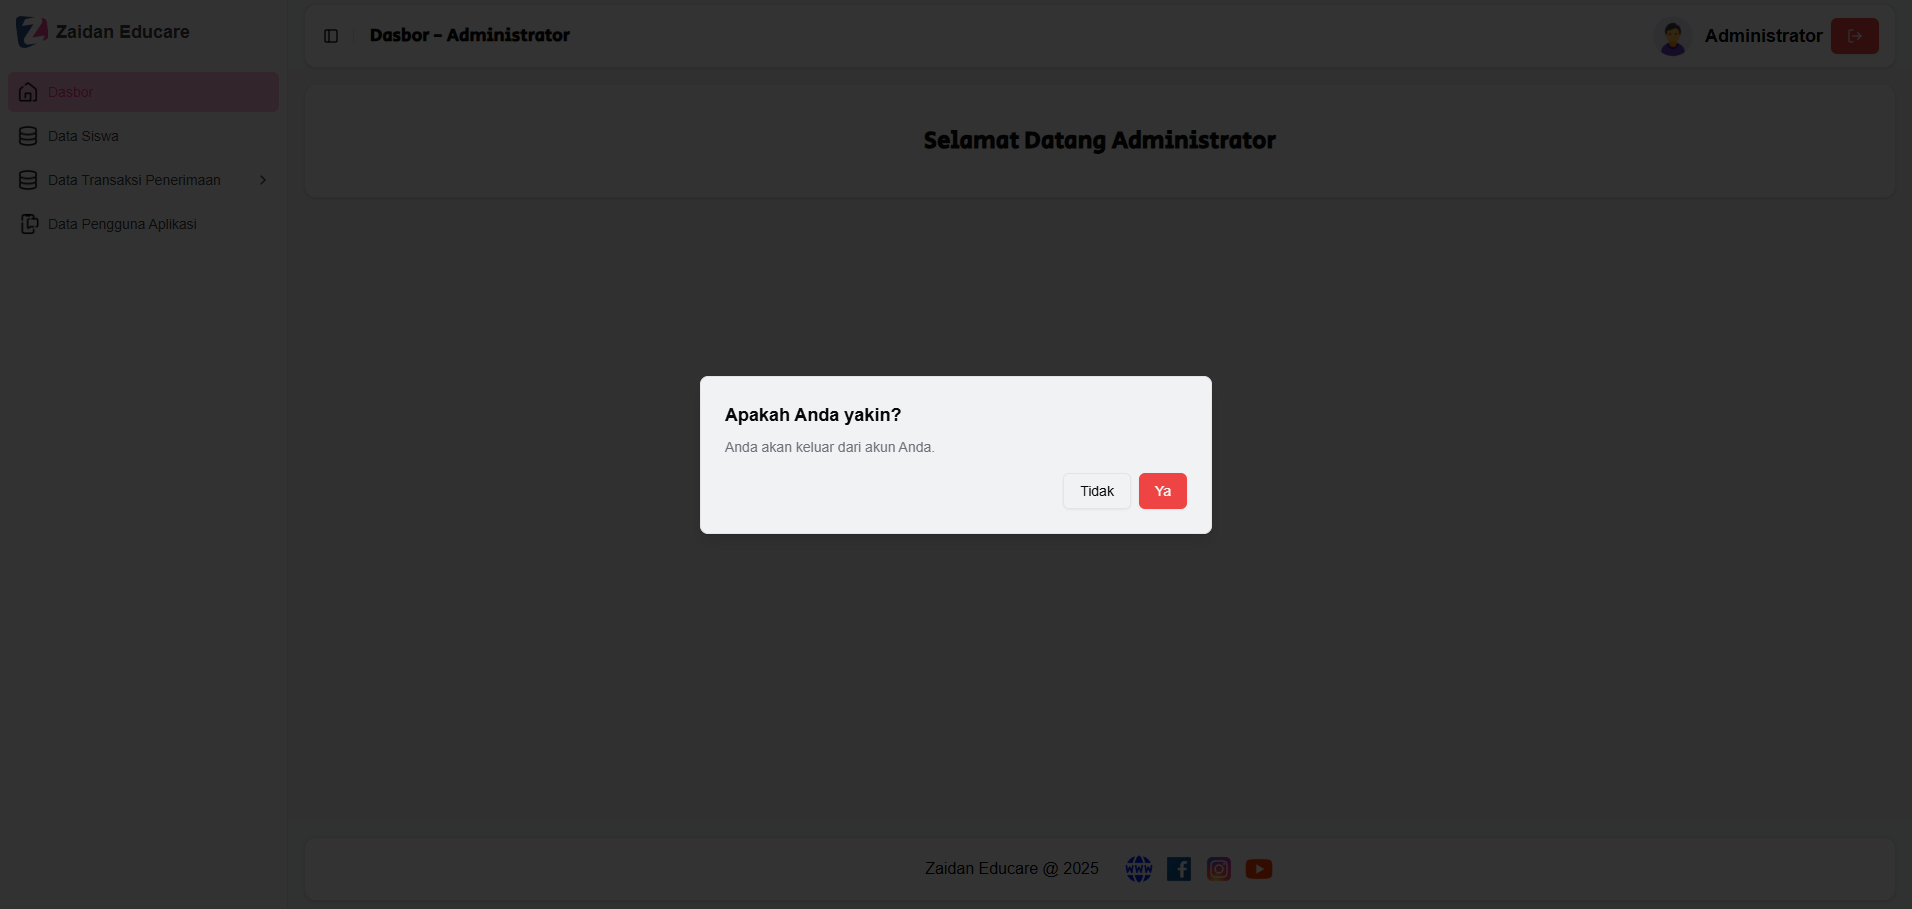 Zaidan Educare
Dasbor
Data Siswa
Data Transaksi Penerimaan
Data Pengguna Aplikasi
Dasbor - Administrator
Administrator
Selamat Datang Administrator
Apakah Anda yakin?
Anda akan keluar dari akun Anda.
Tidak
Ya
Zaidan Educare @ 2025
WWW